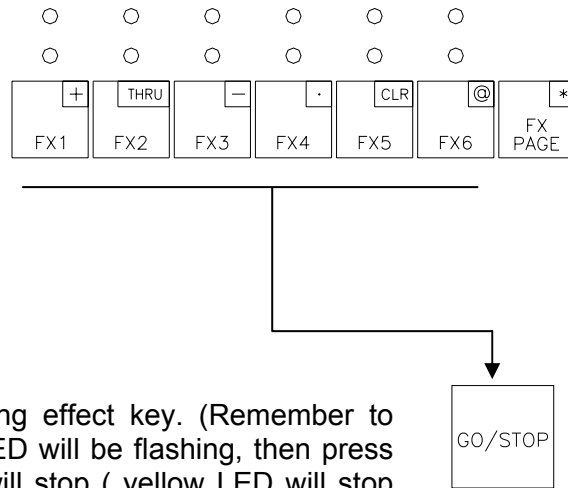 + THRU − · CLR @ *
FX1 FX2 FX3 FX4 FX5 FX6 FX
PAGE
ng effect key. (Remember to
ED will be flashing, then press
GO/STOP
will stop ( yellow LED will stop